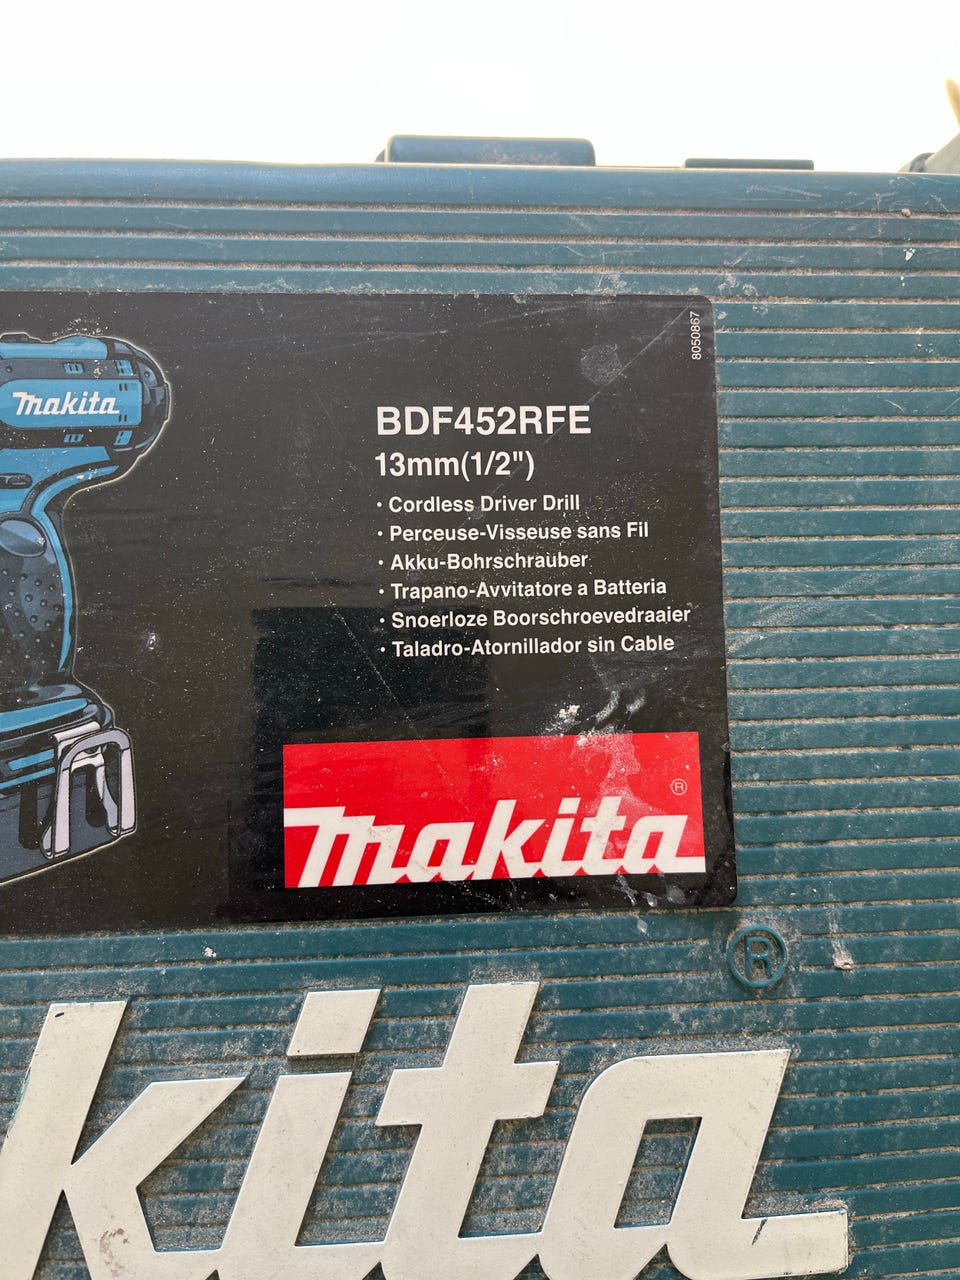 8050867
makita
BDF452RFE
13mm(1/2")
· Cordless Driver Drill
· Perceuse-Visseuse sans Fil
· Akku-Bohrschrauber
· Trapano-Avvitatore a Batteria
· Snoerloze Boorschroevedraaier
· Taladro-Atornillador sin Cable
makita®
®
kita